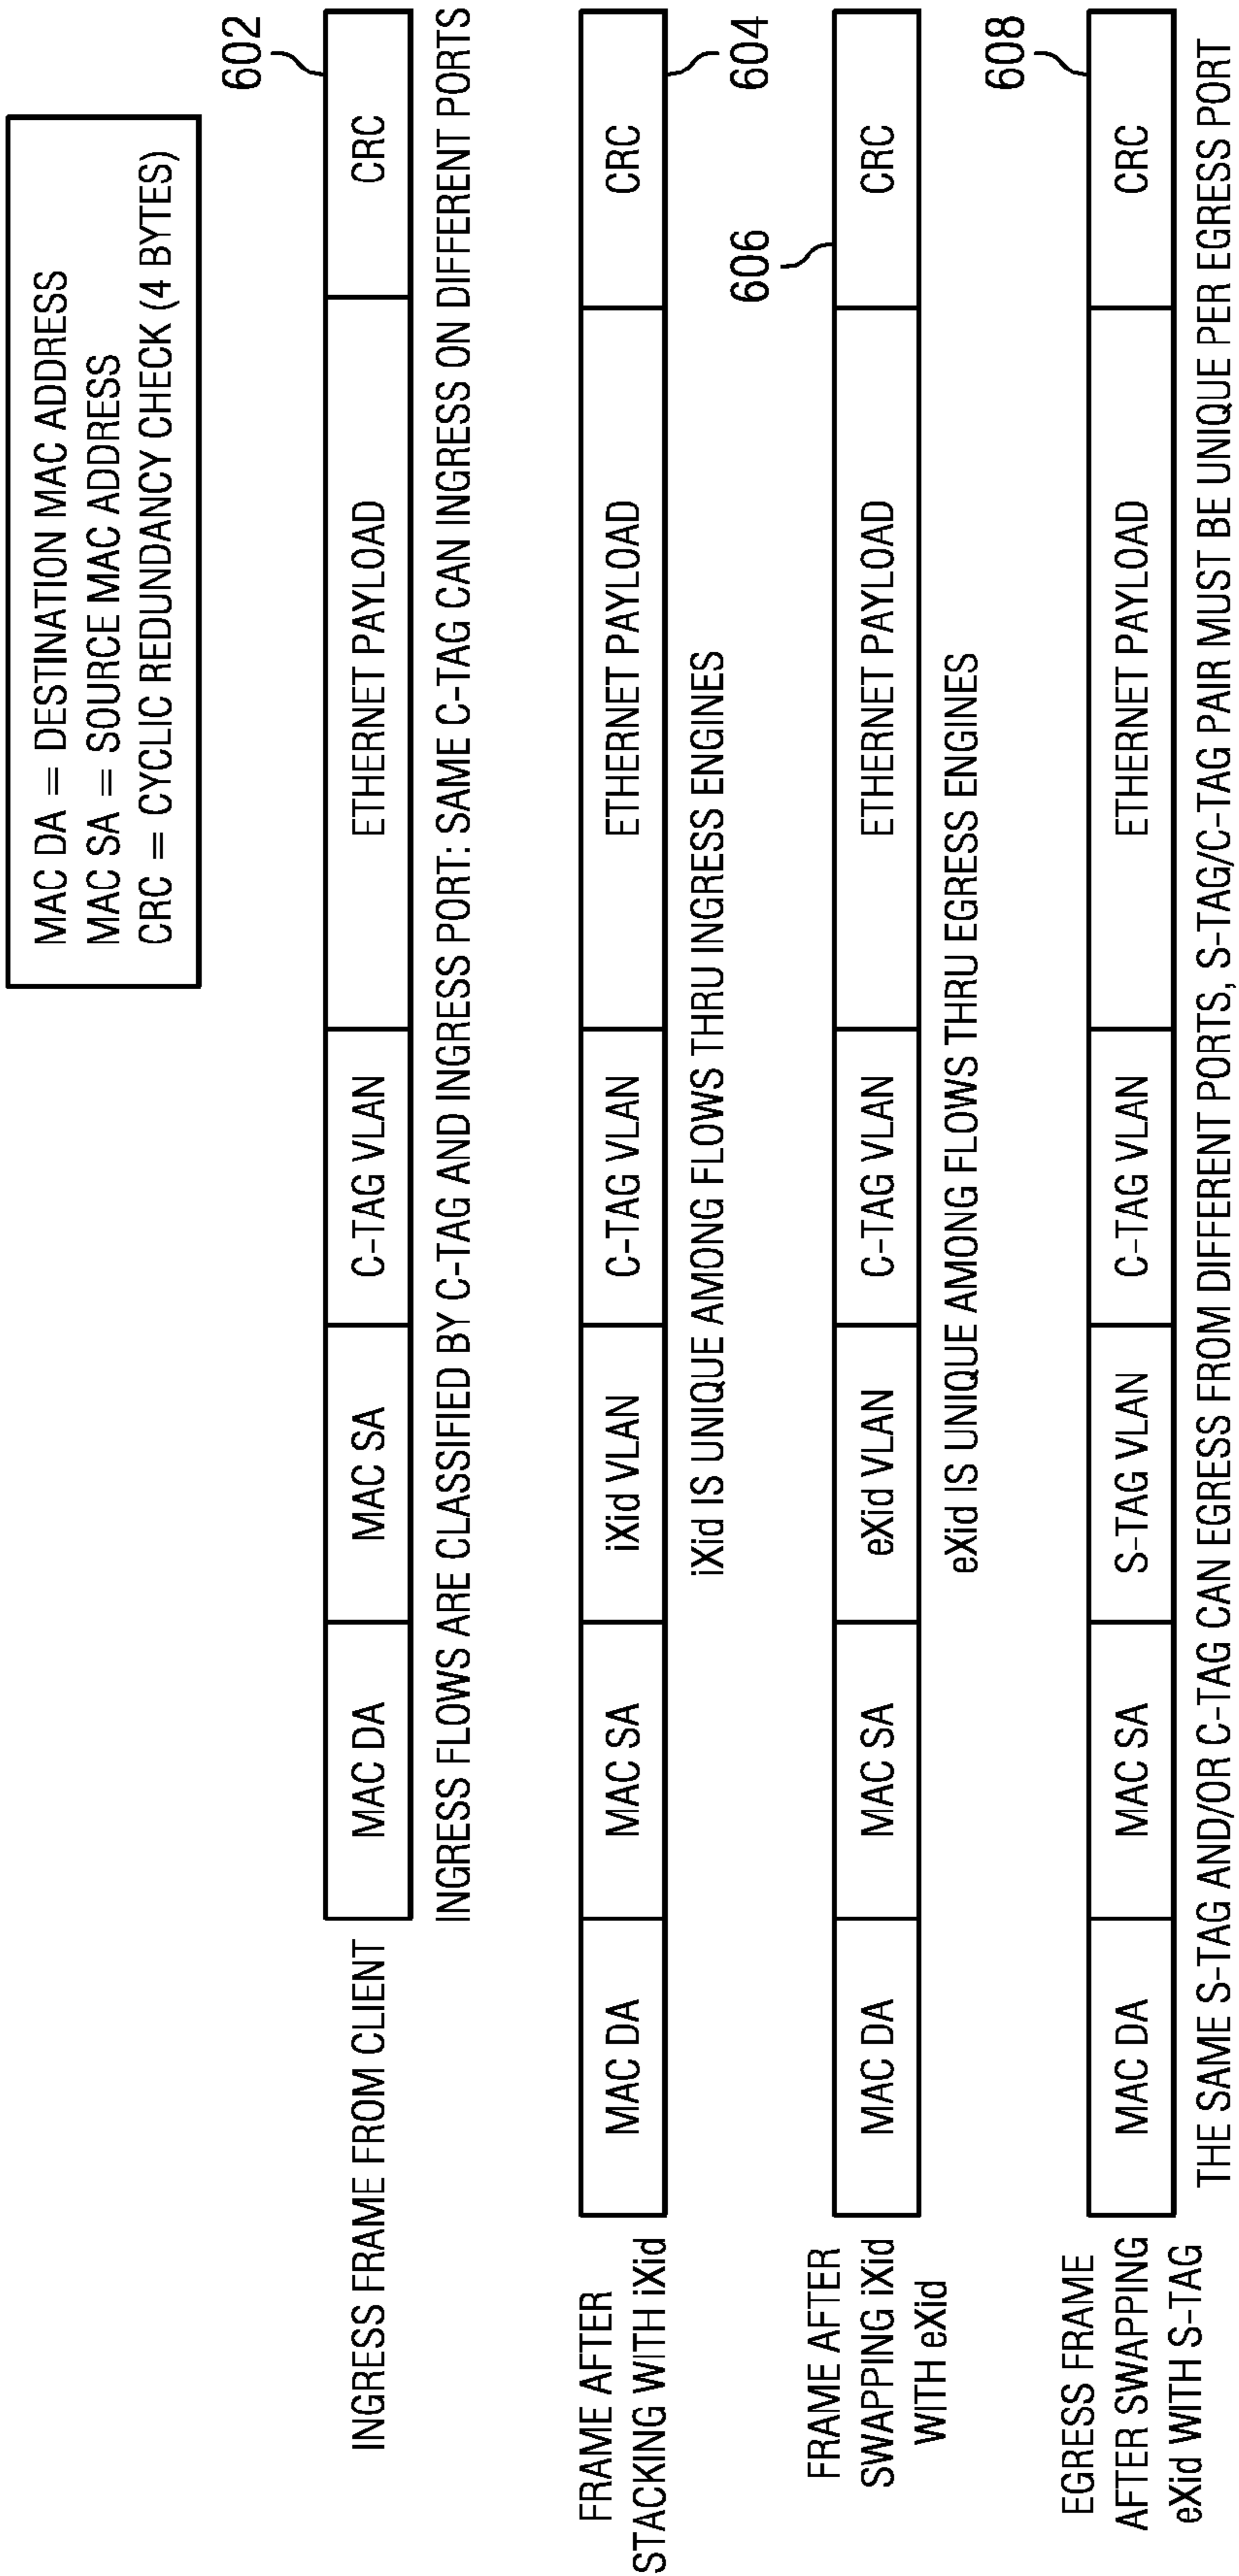 MAC DA = DESTINATION MAC ADDRESS
MAC SA = SOURCE MAC ADDRESS
CRC = CYCLIC REDUNDANCY CHECK (4 BYTES)
602
INGRESS FRAME FROM CLIENT
MAC DA
MAC SA
C-TAG VLAN
ETHERNET PAYLOAD
CRC
INGRESS FLOWS ARE CLASSIFIED BY C-TAG AND INGRESS PORT: SAME C-TAG CAN INGRESS ON DIFFERENT PORTS
FRAME AFTER
STACKING WITH iXid
MAC DA
MAC SA
iXid VLAN
C-TAG VLAN
ETHERNET PAYLOAD
CRC
604
iXid IS UNIQUE AMONG FLOWS THRU INGRESS ENGINES
606
FRAME AFTER
SWAPPING iXid
WITH eXid
MAC DA
MAC SA
eXid VLAN
C-TAG VLAN
ETHERNET PAYLOAD
CRC
eXid IS UNIQUE AMONG FLOWS THRU EGRESS ENGINES
608
EGRESS FRAME
AFTER SWAPPING
eXid WITH S-TAG
MAC DA
MAC SA
S-TAG VLAN
C-TAG VLAN
ETHERNET PAYLOAD
CRC
THE SAME S-TAG AND/OR C-TAG CAN EGRESS FROM DIFFERENT PORTS, S-TAG/C-TAG PAIR MUST BE UNIQUE PER EGRESS PORT